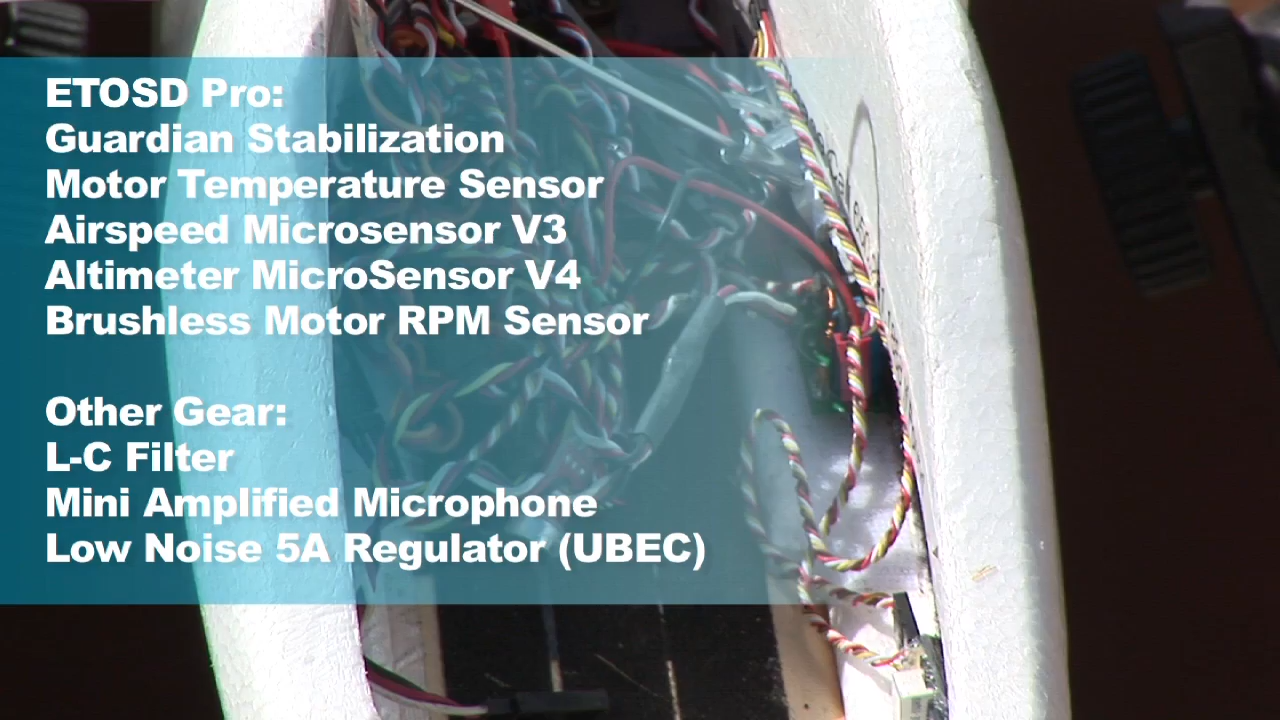 ETOSD Pro:
Guardian Stabilization
Motor Temperature Sensor
Airspeed Microsensor V3
Altimeter MicroSensor V4
Brushless Motor RPM Sensor
Other Gear:
L-C Filter
Mini Amplified Microphone
Low Noise 5A Regulator (UBEC)